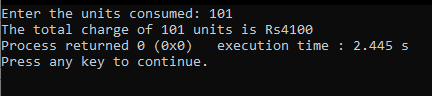 Enter the units consumed: 101
The total charge of 101 units is Rs4100
Process returned 0 (0x0)   execution time : 2.445 s
Press any key to continue.